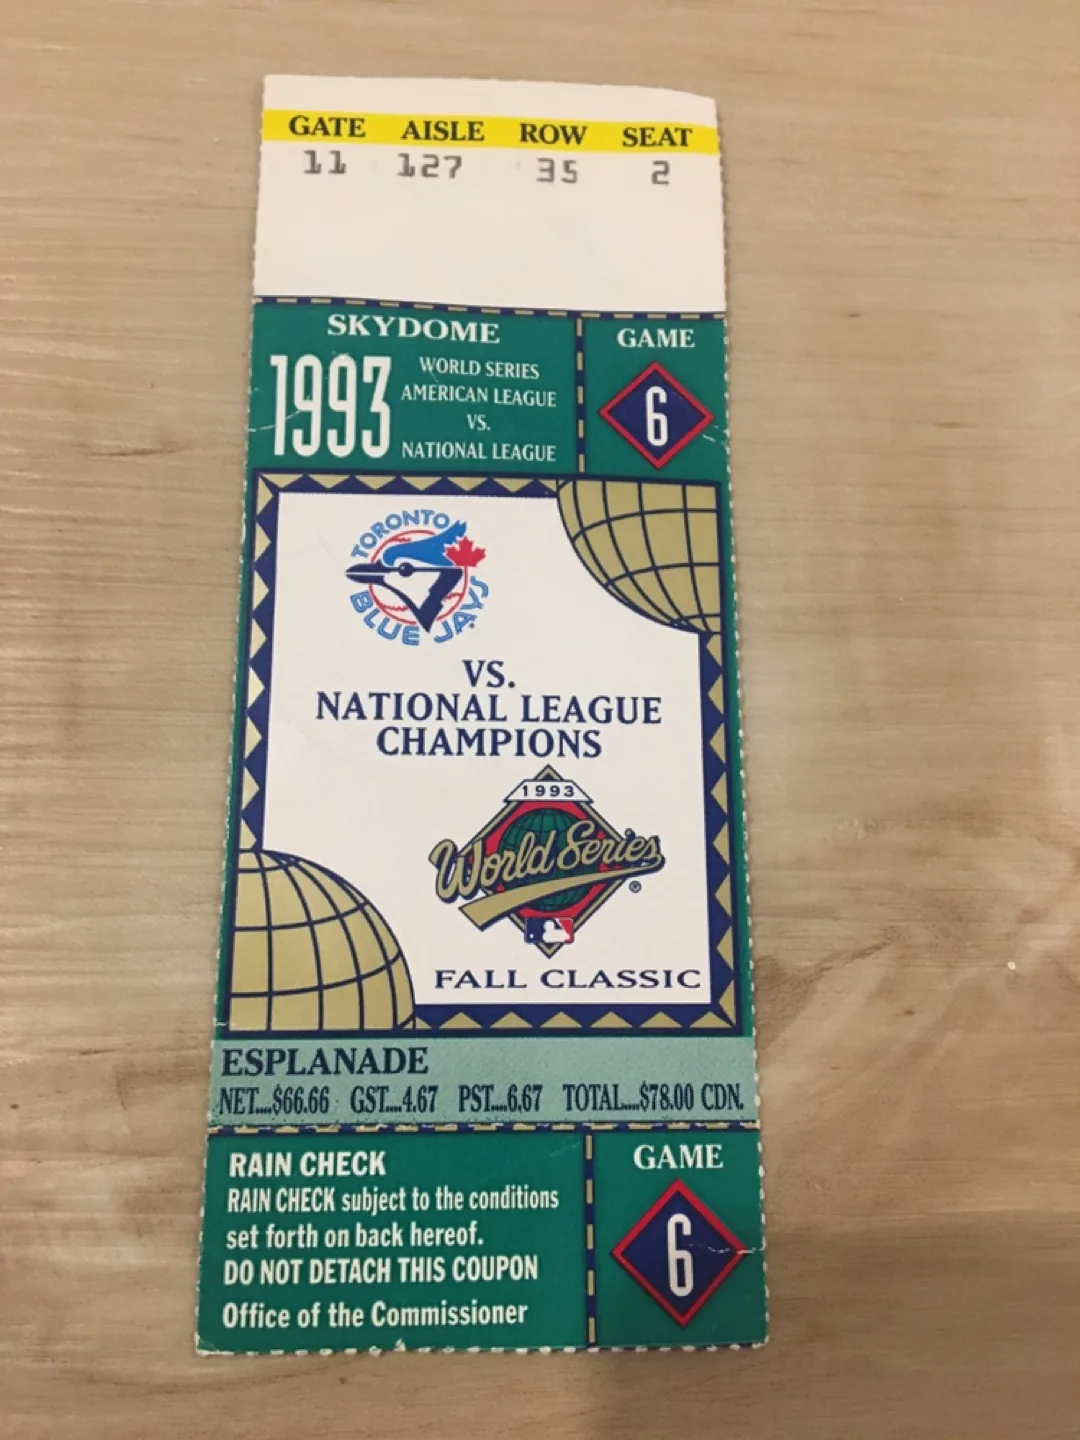 GATE AISLE ROW SEAT
11 127 35 2
SKYDOME
1993
WORLD SERIES
AMERICAN LEAGUE
VS.
NATIONAL LEAGUE
GAME
6
TORONTO
BLUE JAYS
VS.
NATIONAL LEAGUE
CHAMPIONS
1993
World Series
®
FALL CLASSIC
ESPLANADE
NET....$66.66 GST....4.67 PST....6.67 TOTAL....$78.00 CDN.
RAIN CHECK
RAIN CHECK subject to the conditions
set forth on back hereof.
DO NOT DETACH THIS COUPON
Office of the Commissioner
GAME
6